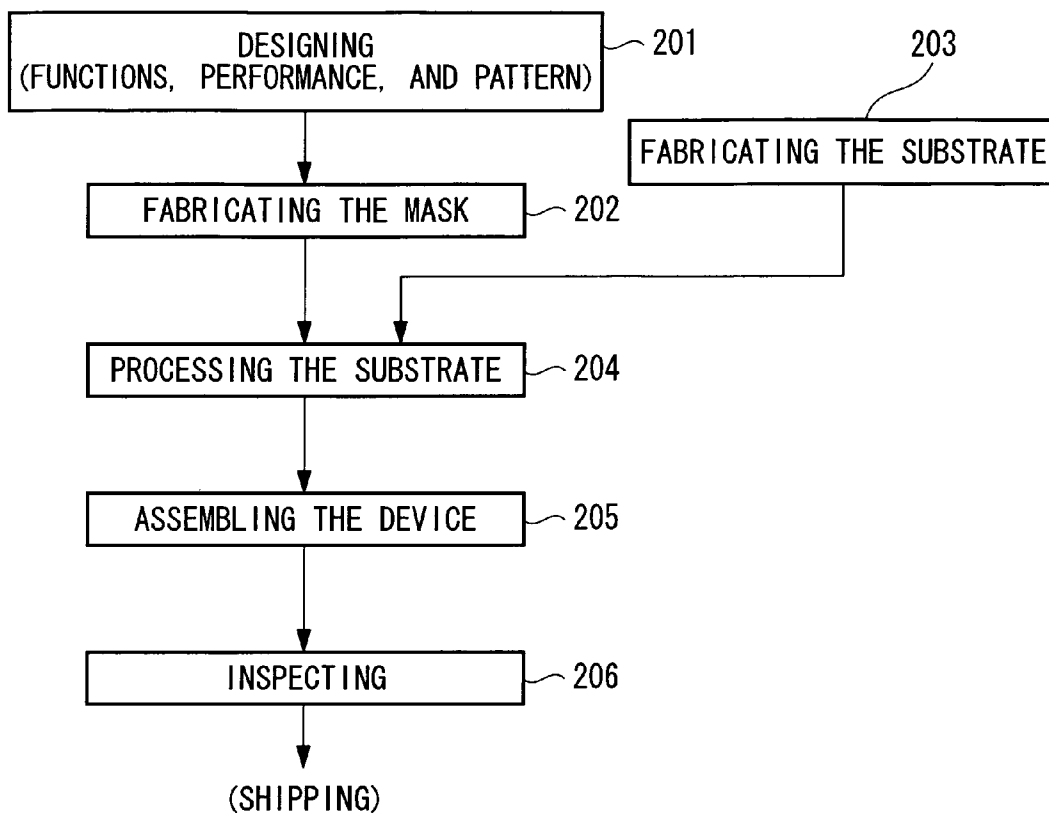 DESIGNING
(FUNCTIONS, PERFORMANCE, AND PATTERN)
201
203
FABRICATING THE SUBSTRATE
FABRICATING THE MASK
202
PROCESSING THE SUBSTRATE
204
ASSEMBLING THE DEVICE
205
INSPECTING
206
(SHIPPING)